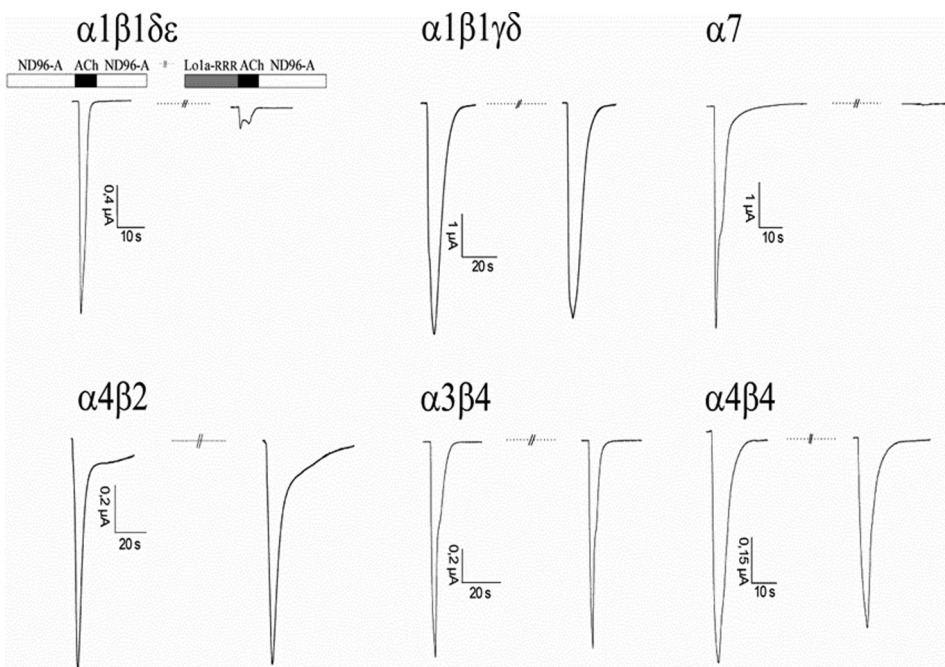 α1β1δε
α1β1γδ
α7
ND96-A ACh ND96-A
Lo1a-RRR ACh ND96-A
0,4 µA
10 s
1 µA
20 s
1 µA
10 s
α4β2
α3β4
α4β4
0,2 µA
20 s
0,2 µA
20 s
0,15 µA
10 s